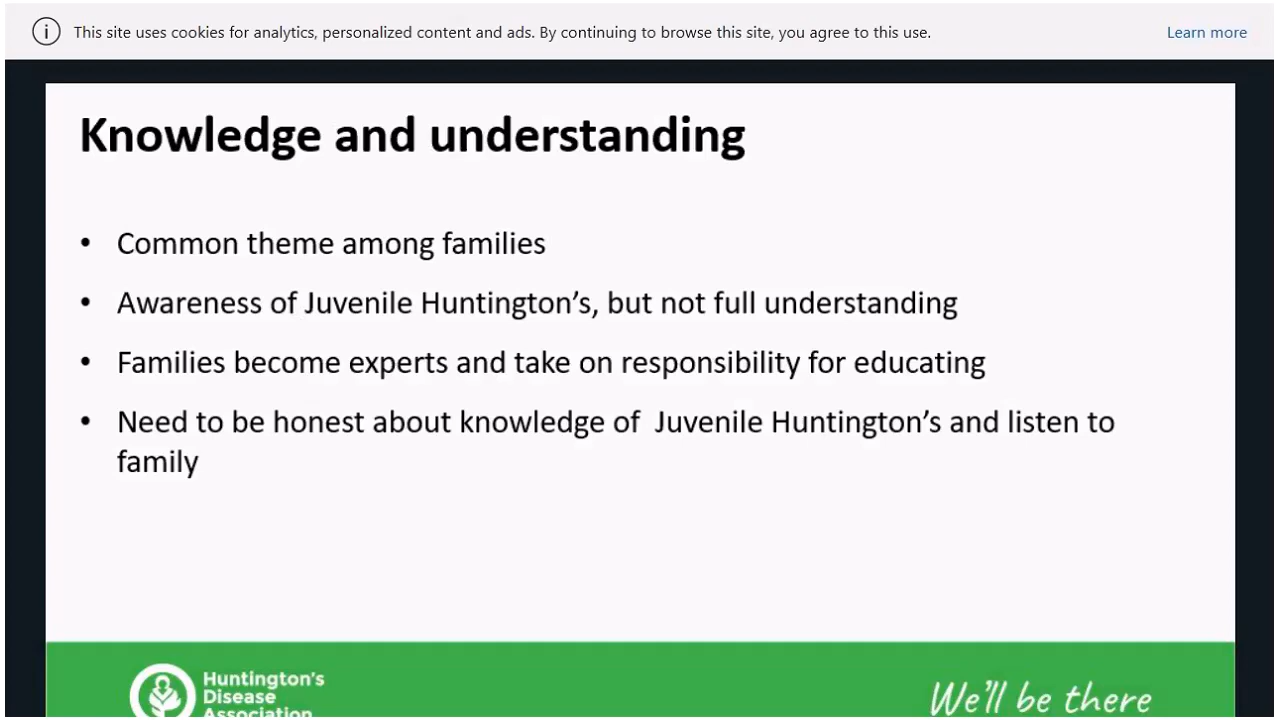 This site uses cookies for analytics, personalized content and ads. By continuing to browse this site, you agree to this use. Learn more
Knowledge and understanding
• Common theme among families
• Awareness of Juvenile Huntington's, but not full understanding
• Families become experts and take on responsibility for educating
• Need to be honest about knowledge of  Juvenile Huntington's and listen to
family
Huntington's
Disease
Association
We'll be there